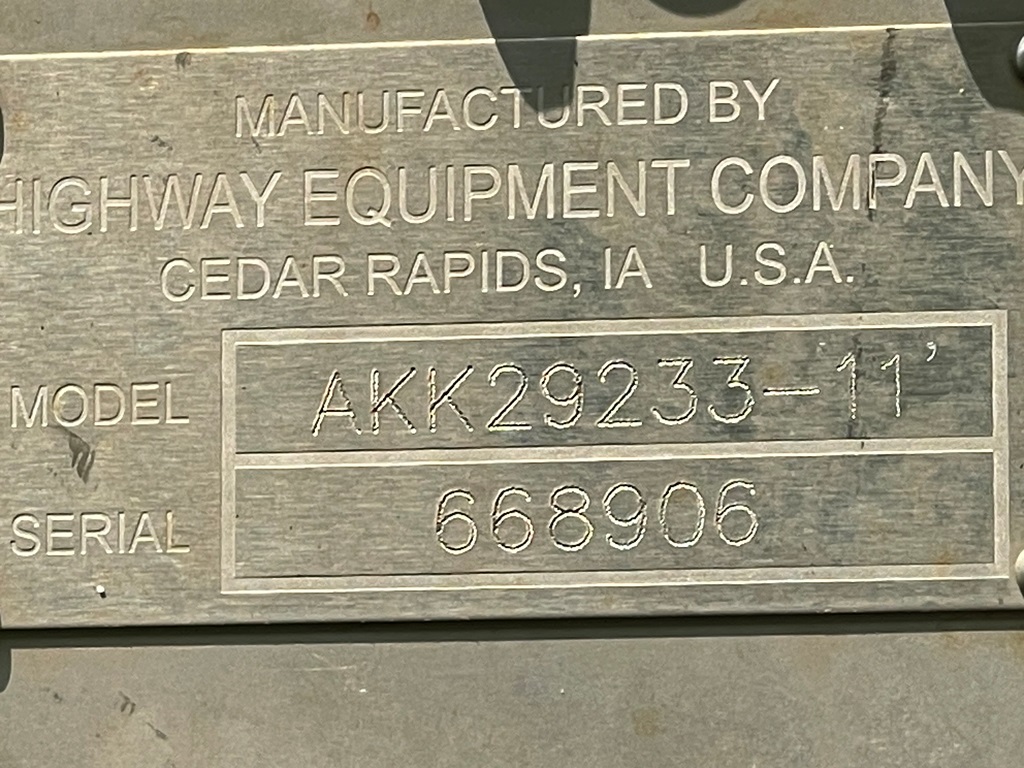 MANUFACTURED BY
HIGHWAY EQUIPMENT COMPANY
CEDAR RAPIDS, IA U.S.A.
MODEL AKK29233-11'
SERIAL 668906